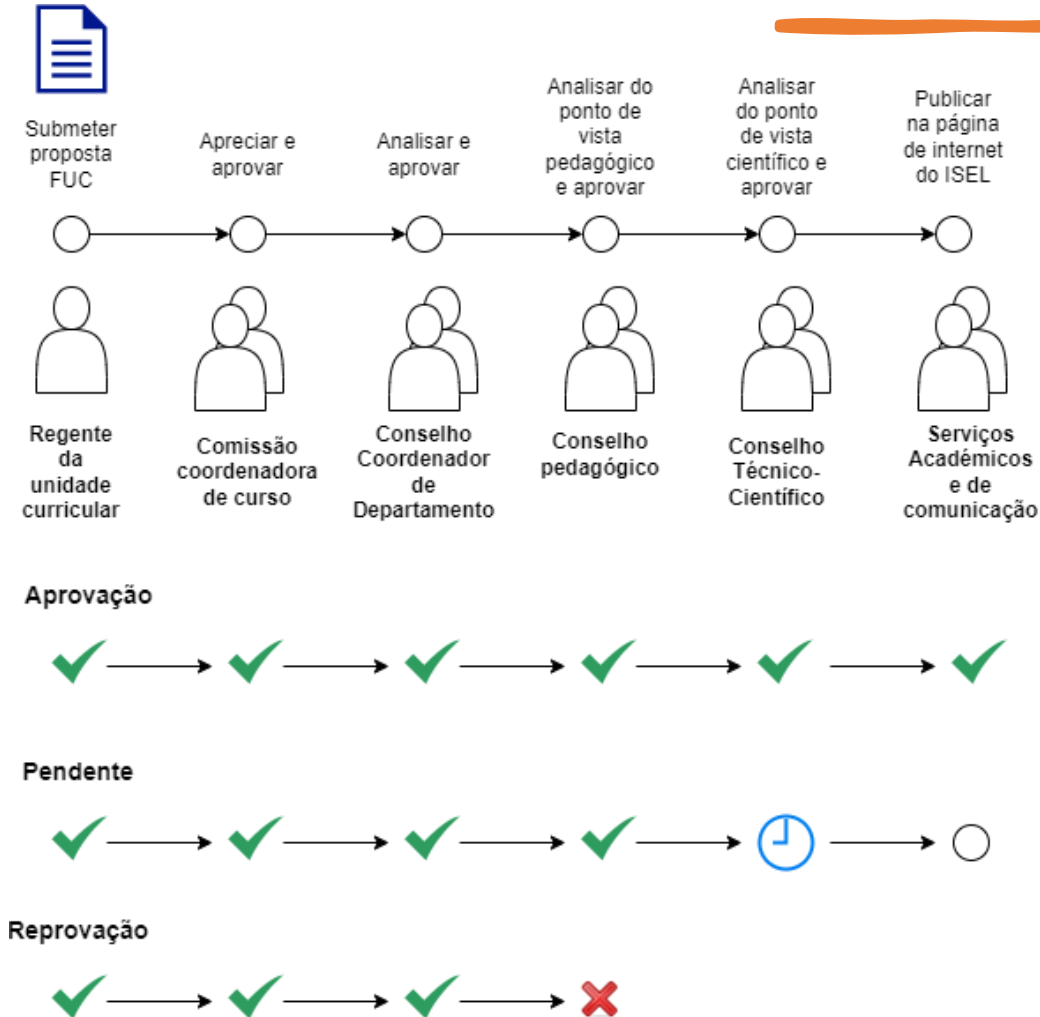 Submeter
proposta
FUC
Apreciar e
aprovar
Analisar e
aprovar
Analisar do
ponto de
vista
pedagógico
e aprovar
Analisar
do ponto
de vista
científico e
aprovar
Publicar
na página
de internet
do ISEL
Regente
da
unidade
curricular
Comissão
coordenadora
de curso
Conselho
Coordenador
de
Departamento
Conselho
pedagógico
Conselho
Técnico-
Científico
Serviços
Académicos
e de
comunicação
Aprovação
Pendente
Reprovação